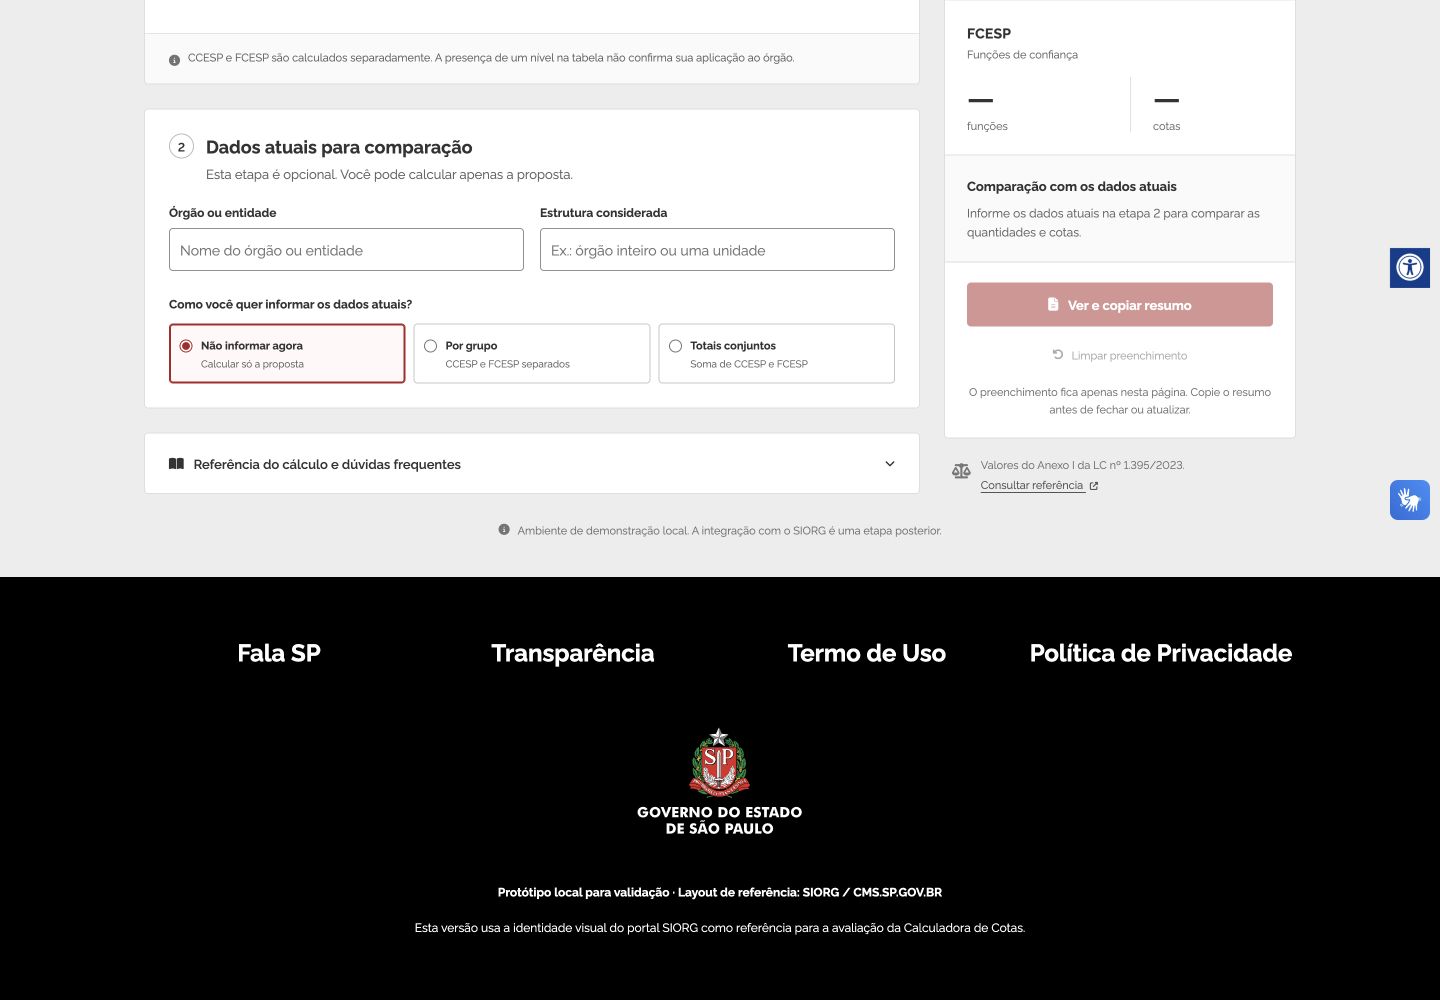 CCESP e FCESP são calculados separadamente. A presença de um nível na tabela não confirma sua aplicação ao órgão.
2
Dados atuais para comparação
Esta etapa é opcional. Você pode calcular apenas a proposta.
Órgão ou entidade
Estrutura considerada
Nome do órgão ou entidade
Ex.: órgão inteiro ou uma unidade
Como você quer informar os dados atuais?
Não informar agora
Calcular só a proposta
Por grupo
CCESP e FCESP separados
Totais conjuntos
Soma de CCESP e FCESP
Referência do cálculo e dúvidas frequentes
FCESP
Funções de confiança
—
funções
—
cotas
Comparação com os dados atuais
Informe os dados atuais na etapa 2 para comparar as
quantidades e cotas.
Ver e copiar resumo
Limpar preenchimento
O preenchimento fica apenas nesta página. Copie o resumo
antes de fechar ou atualizar.
Valores do Anexo I da LC nº 1.395/2023.
Consultar referência
Ambiente de demonstração local. A integração com o SIORG é uma etapa posterior.
Fala SP
Transparência
Termo de Uso
Política de Privacidade
SP
GOVERNO DO ESTADO
DE SÃO PAULO
Protótipo local para validação · Layout de referência: SIORG / CMS.SP.GOV.BR
Esta versão usa a identidade visual do portal SIORG como referência para a avaliação da Calculadora de Cotas.